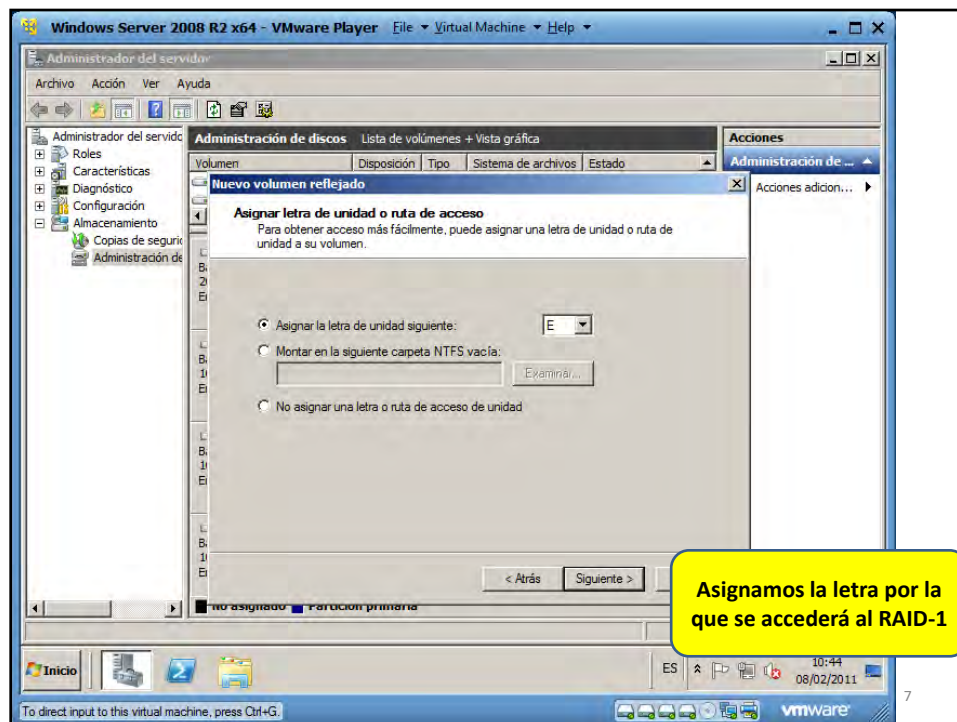 Windows Server 2008 R2 x64 - VMware Player File Virtual Machine Help
Administrador del servidor
Archivo Acción Ver Ayuda
Administrador del servidc
Roles
Características
Diagnóstico
Configuración
Almacenamiento
Copias de seguric
Administración de
Administración de discos Lista de volúmenes + Vista gráfica
Volumen Disposición Tipo Sistema de archivos Estado
Acciones
Administración de ...
Acciones adicion...
Nuevo volumen reflejado
Asignar letra de unidad o ruta de acceso
Para obtener acceso más fácilmente, puede asignar una letra de unidad o ruta de
unidad a su volumen.
Asignar la letra de unidad siguiente: E
Montar en la siguiente carpeta NTFS vacía:
Examinar...
No asignar una letra o ruta de acceso de unidad
< Atrás Siguiente >
No asignado Partición primaria
Asignamos la letra por la
que se accederá al RAID-1
Inicio
ES
10:44
08/02/2011
7
To direct input to this virtual machine, press Ctrl+G.
vmware